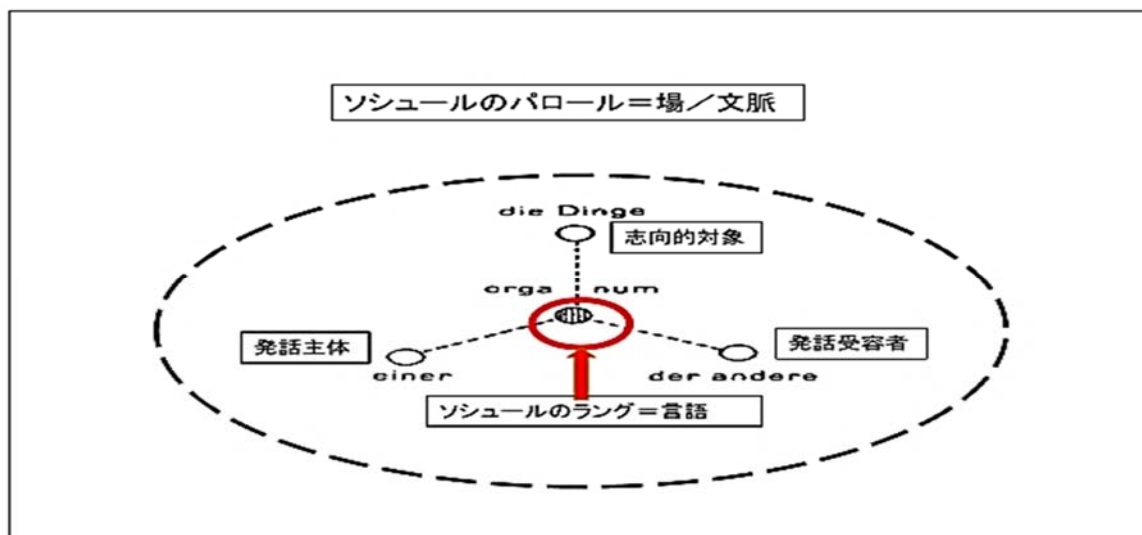 ソシュールのパロール＝場／文脈
die Dinge
志向的対象
orga num
発話主体
発話受容者
einer
der andere
ソシュールのラング＝言語